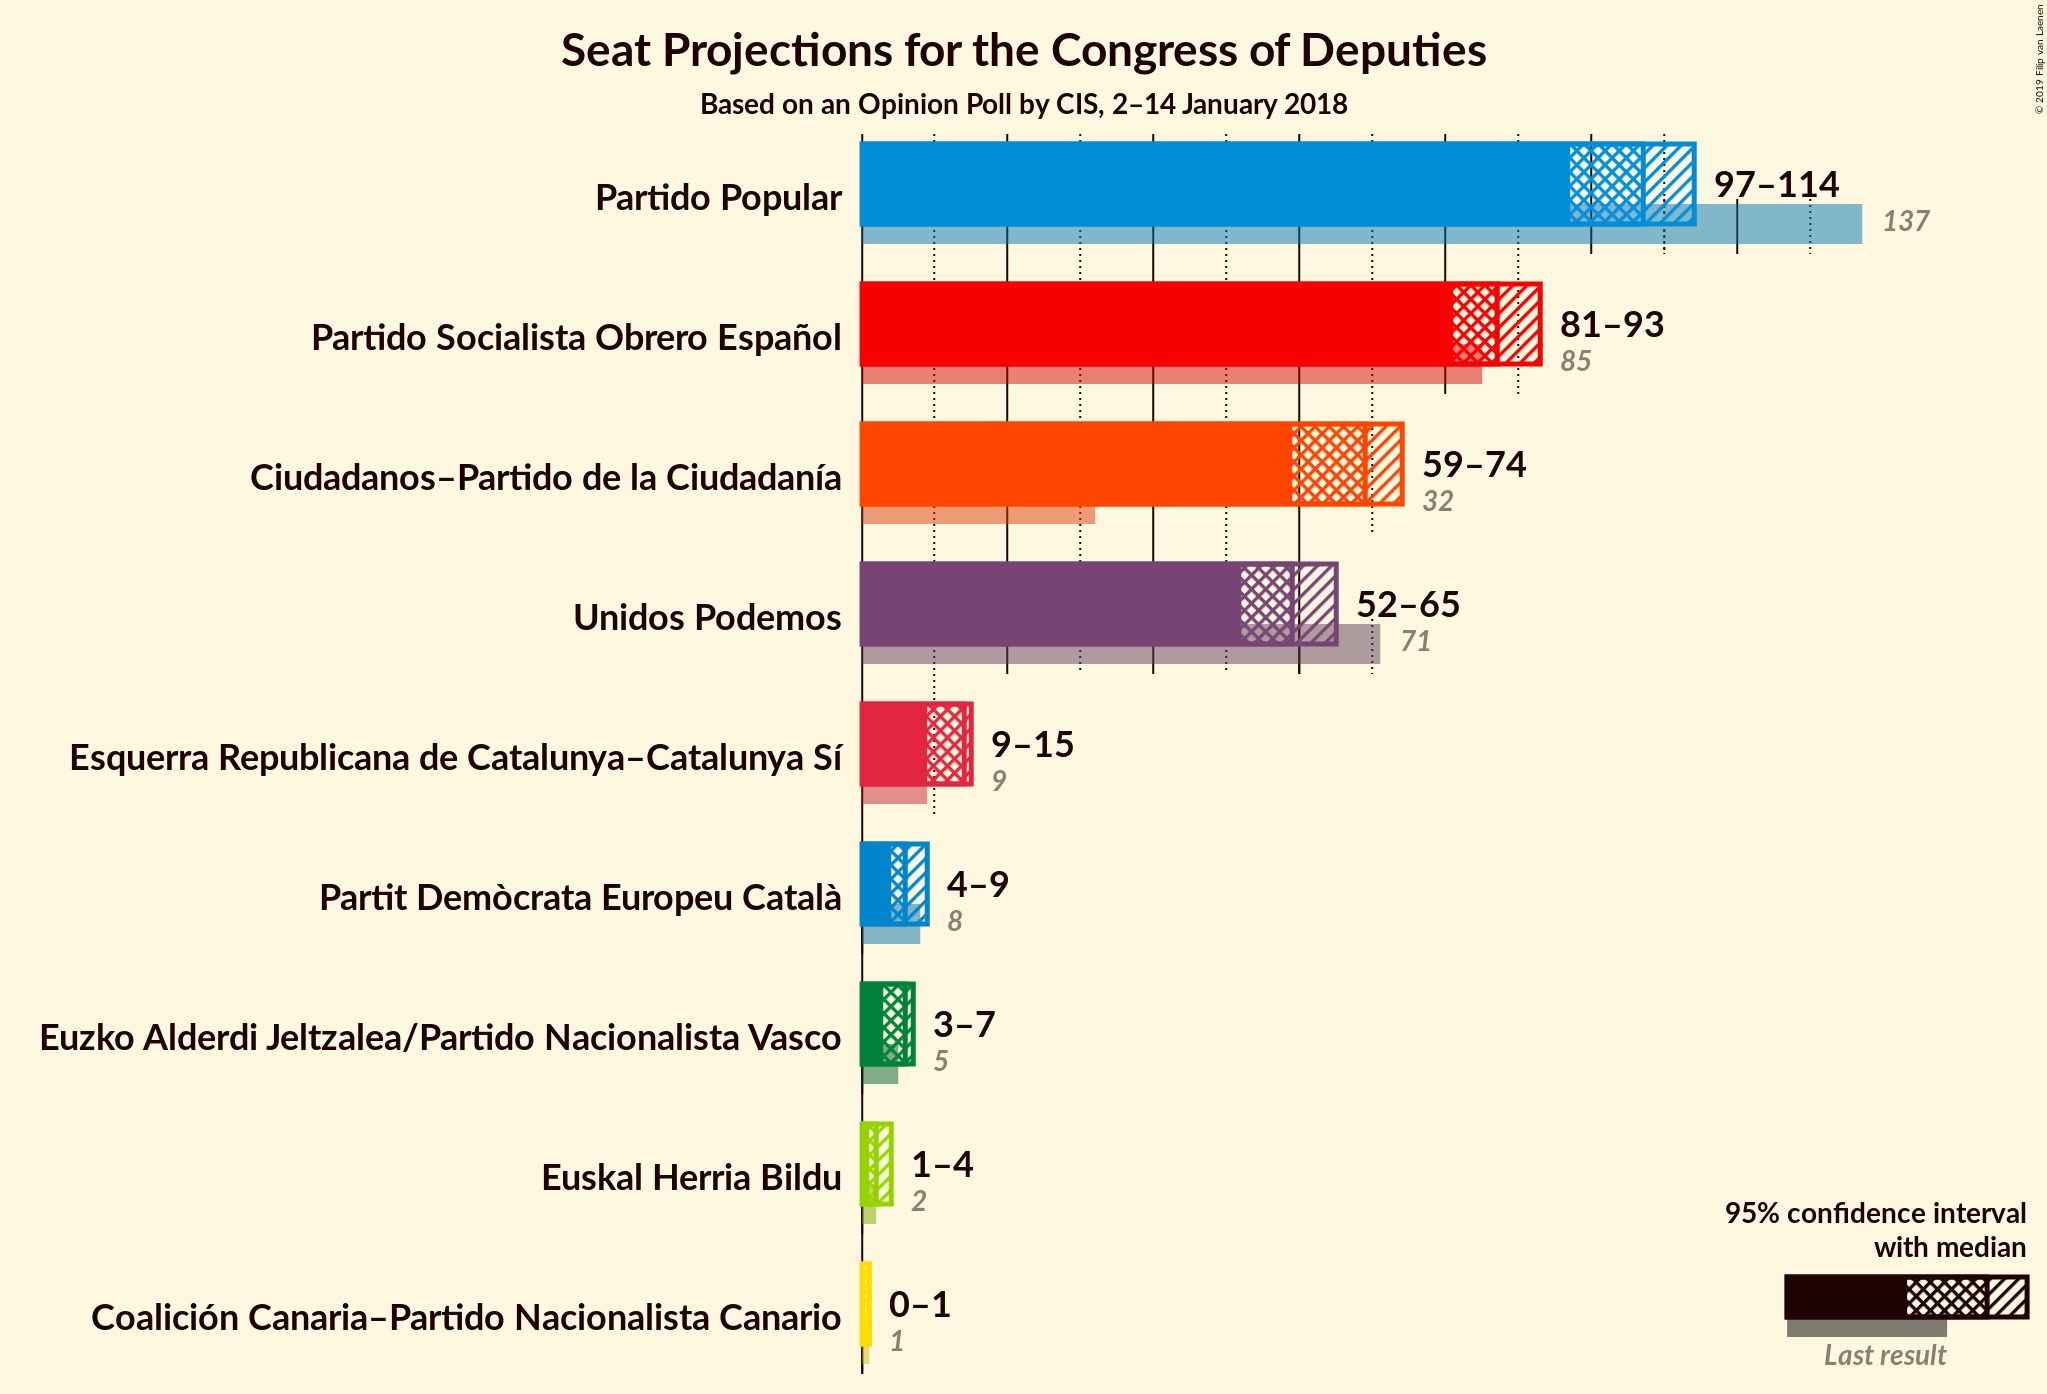 Seat Projections for the Congress of Deputies
Based on an Opinion Poll by CIS, 2–14 January 2018
© 2019 Filip van Laenen
Partido Popular
97–114
137
Partido Socialista Obrero Español
81–93
85
Ciudadanos–Partido de la Ciudadanía
59–74
32
Unidos Podemos
52–65
71
Esquerra Republicana de Catalunya–Catalunya Sí
9–15
9
Partit Demòcrata Europeu Català
4–9
8
Euzko Alderdi Jeltzalea/Partido Nacionalista Vasco
3–7
5
Euskal Herria Bildu
1–4
2
Coalición Canaria–Partido Nacionalista Canario
0–1
1
95% confidence interval
with median
Last result